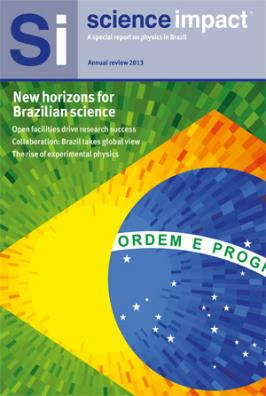 Si
science impact™
A special report on physics in Brazil
Annual review 2013
New horizons for
Brazilian science
Open facilities drive research success
Collaboration: Brazil takes global view
The rise of experimental physics
ORDEM E PROG